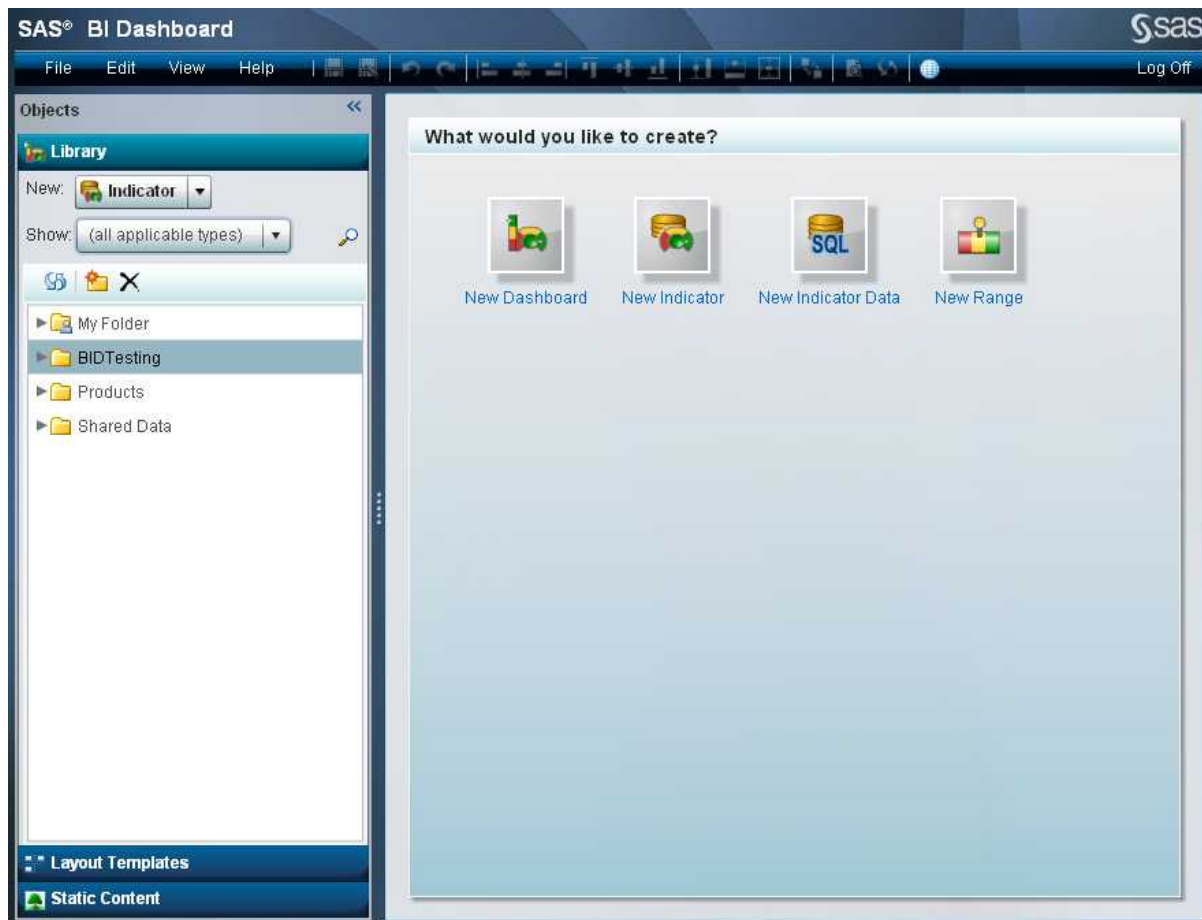 SAS® BI Dashboard
sas
File Edit View Help
Log Off
Objects
Library
New: Indicator
Show: (all applicable types)
My Folder
BIDTesting
Products
Shared Data
Layout Templates
Static Content
What would you like to create?
SQL
New Dashboard New Indicator New Indicator Data New Range